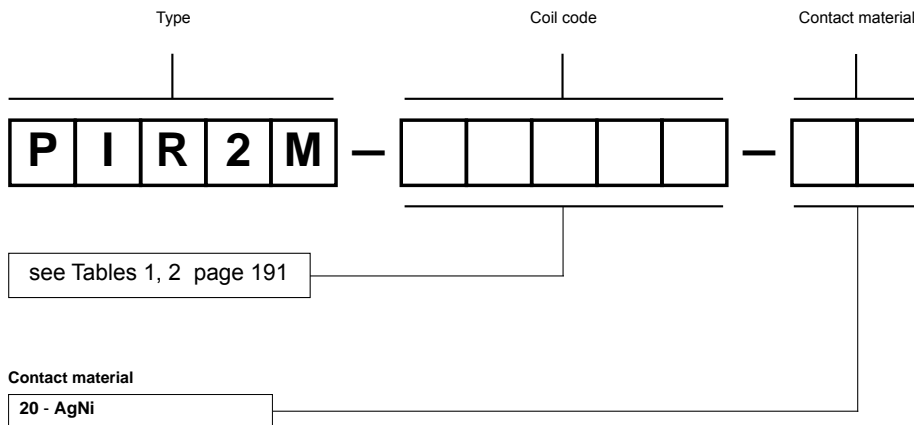 Type Coil code Contact material
P I R 2 M – –
see Tables 1, 2 page 191
Contact material
20 - AgNi